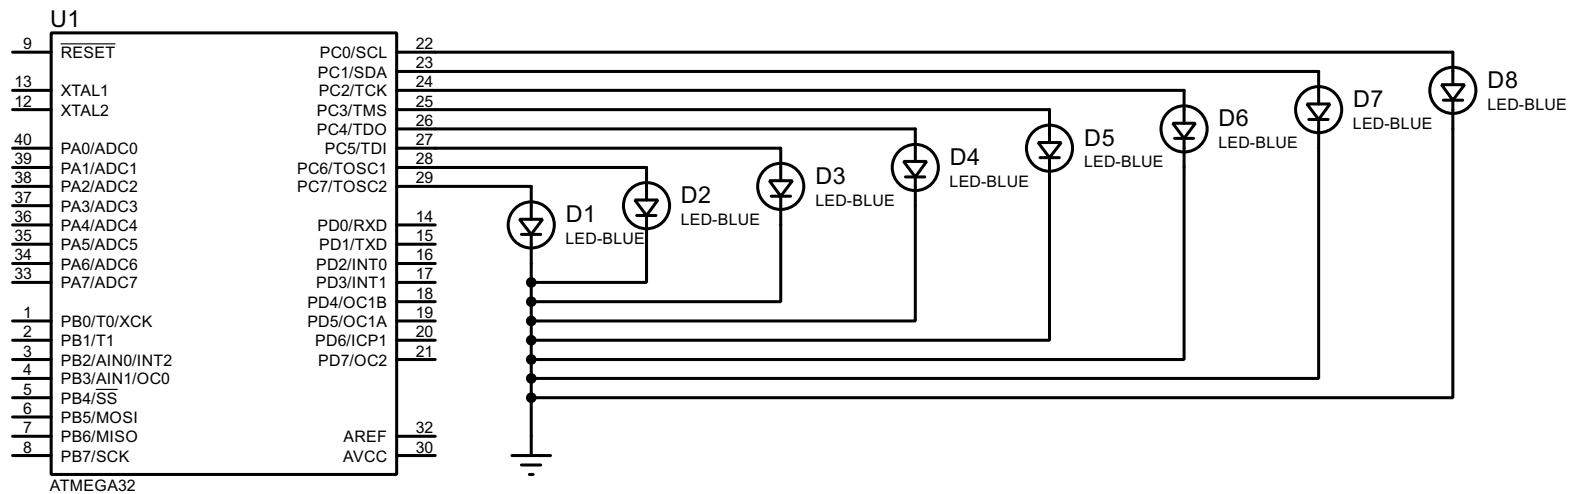 U1
9 RESET PC0/SCL 22
PC1/SDA 23
13 XTAL1 PC2/TCK 24
12 XTAL2 PC3/TMS 25
PC4/TDO 26
40 PA0/ADC0 PC5/TDI 27
39 PA1/ADC1 PC6/TOSC1 28
38 PA2/ADC2 PC7/TOSC2 29
37 PA3/ADC3
36 PA4/ADC4 PD0/RXD 14
35 PA5/ADC5 PD1/TXD 15
34 PA6/ADC6 PD2/INT0 16
33 PA7/ADC7 PD3/INT1 17
PD4/OC1B 18
1 PB0/T0/XCK PD5/OC1A 19
2 PB1/T1 PD6/ICP1 20
3 PB2/AIN0/INT2 PD7/OC2 21
4 PB3/AIN1/OC0
5 PB4/SS
6 PB5/MOSI
7 PB6/MISO AREF 32
8 PB7/SCK AVCC 30
ATMEGA32
D1
LED-BLUE
D2
LED-BLUE
D3
LED-BLUE
D4
LED-BLUE
D5
LED-BLUE
D6
LED-BLUE
D7
LED-BLUE
D8
LED-BLUE